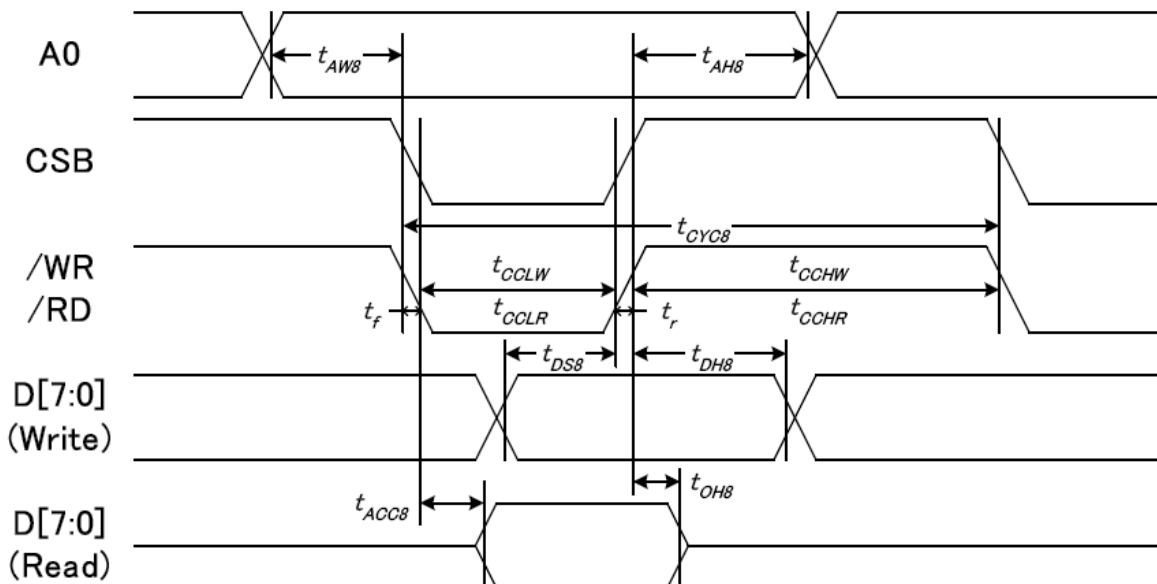 A0
tAW8
tAH8
CSB
tCYC8
/WR
/RD
tCCLW
tCCHW
tf
tCCLR
tr
tCCHR
tDS8
tDH8
D[7:0]
(Write)
tACC8
tOH8
D[7:0]
(Read)